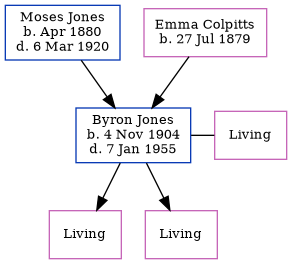 Moses Jones
b. Apr 1880
d. 6 Mar 1920
Emma Colpitts
b. 27 Jul 1879
Byron Jones
b. 4 Nov 1904
d. 7 Jan 1955
Living
Living
Living